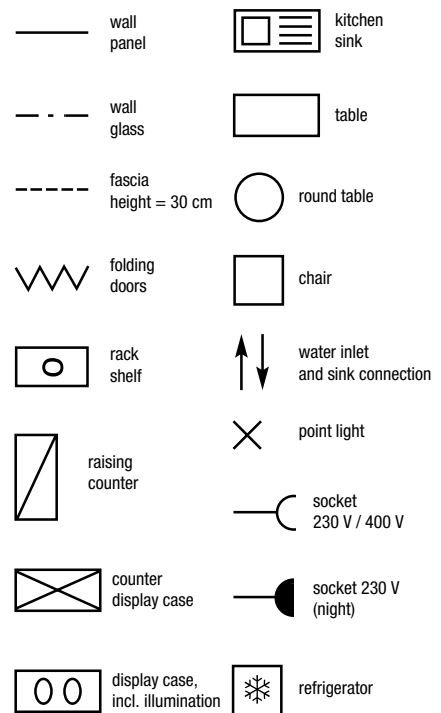 wall
panel
wall
glass
fascia
height = 30 cm
folding
doors
rack
shelf
raising
counter
counter
display case
display case,
incl. illumination
kitchen
sink
table
round table
chair
water inlet
and sink connection
point light
socket
230 V / 400 V
socket 230 V
(night)
refrigerator